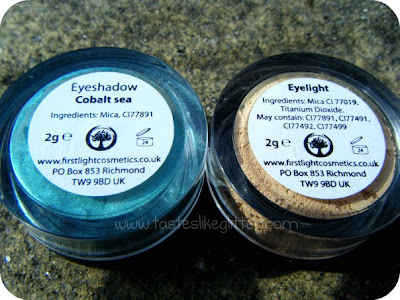 Eyeshadow
Cobalt sea
Ingredients: Mica, CI77891
2g e
24
www.firstlightcosmetics.co.uk
PO Box 853 Richmond
TW9 9BD UK
Eyelight
Ingredients: Mica CI 77019,
Titanium Dioxide,
May contain: CI77891, CI77491,
CI77492, CI77499
2g e
24
www.firstlightcosmetics.co.uk
PO Box 853 Richmond
TW9 9BD UK
www.tasteslikeglitter.com